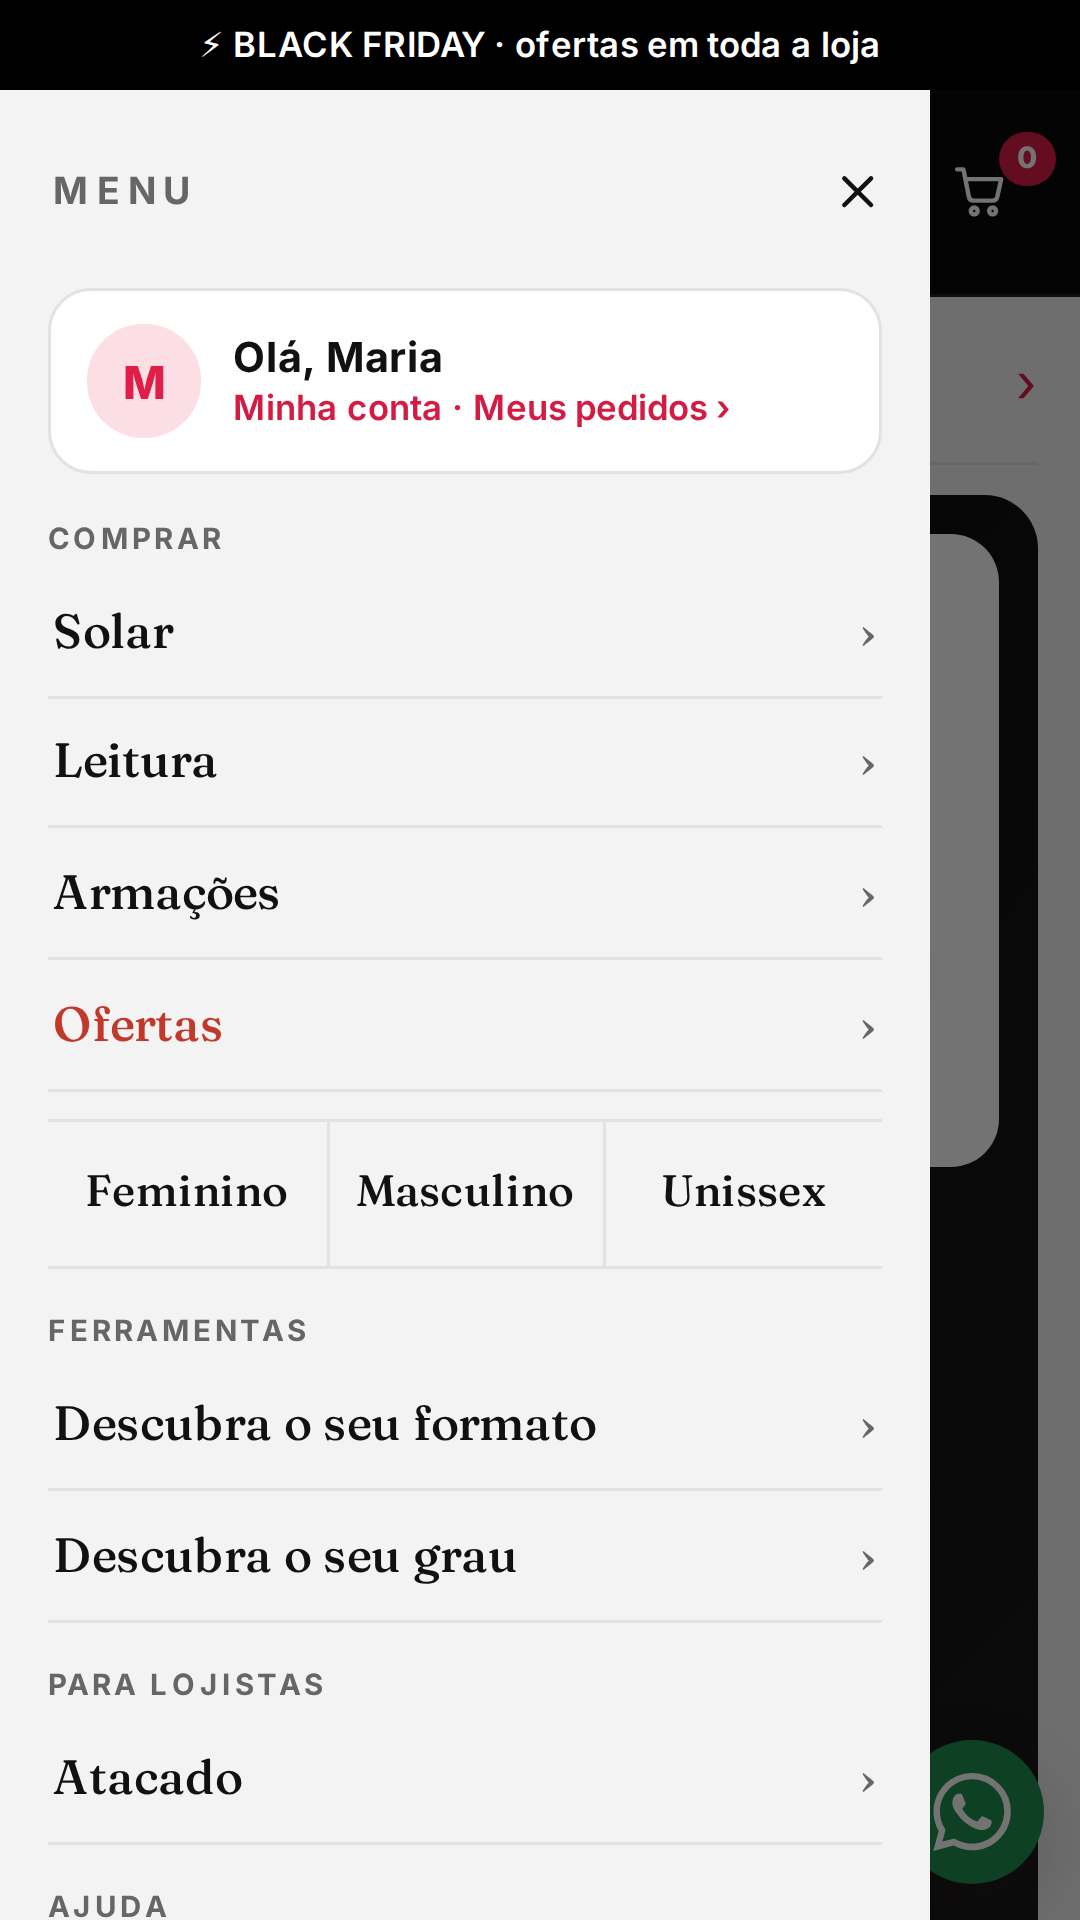 ⚡ BLACK FRIDAY · ofertas em toda a loja
MENU
0
M
Olá, Maria
Minha conta · Meus pedidos ›
COMPRAR
Solar ›
Leitura ›
Armações ›
Ofertas ›
Feminino Masculino Unissex
FERRAMENTAS
Descubra o seu formato ›
Descubra o seu grau ›
PARA LOJISTAS
Atacado ›
AJUDA